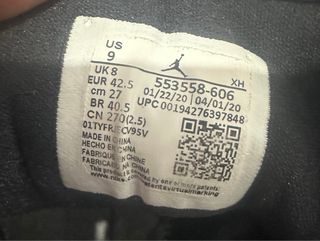 US
9
UK 8
EUR 42.5
cm 27
BR 40.5
CN 270(2.5)
XH
553558-606
01/22/20 04/01/20
UPC 00194276397848
MADE IN CHINA
HECHO EN CHINA
FABRIQUE EN CHINE
FABRICADO NA CHINA